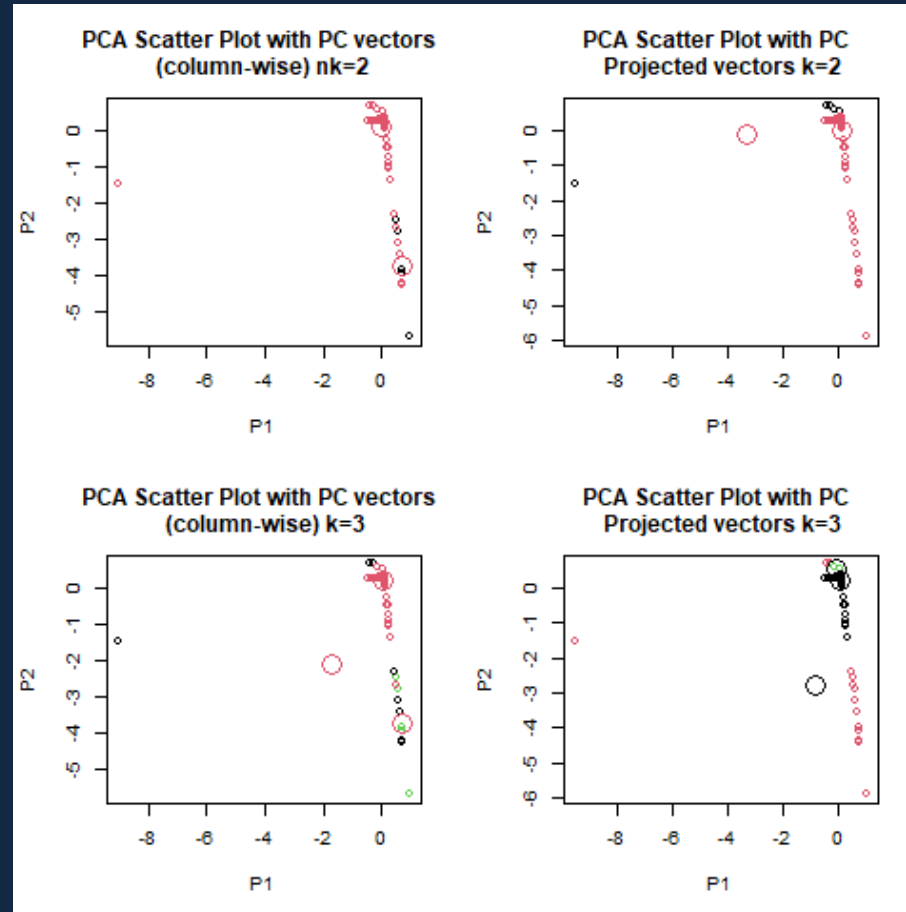 PCA Scatter Plot with PC vectors
(column-wise) nk=2
P2
0
-1
-2
-3
-4
-5
-8 -6 -4 -2 0
P1
PCA Scatter Plot with PC
Projected vectors k=2
P2
0
-1
-2
-3
-4
-5
-6
-8 -6 -4 -2 0
P1
PCA Scatter Plot with PC vectors
(column-wise) k=3
P2
0
-1
-2
-3
-4
-5
-8 -6 -4 -2 0
P1
PCA Scatter Plot with PC
Projected vectors k=3
P2
0
-1
-2
-3
-4
-5
-6
-8 -6 -4 -2 0
P1